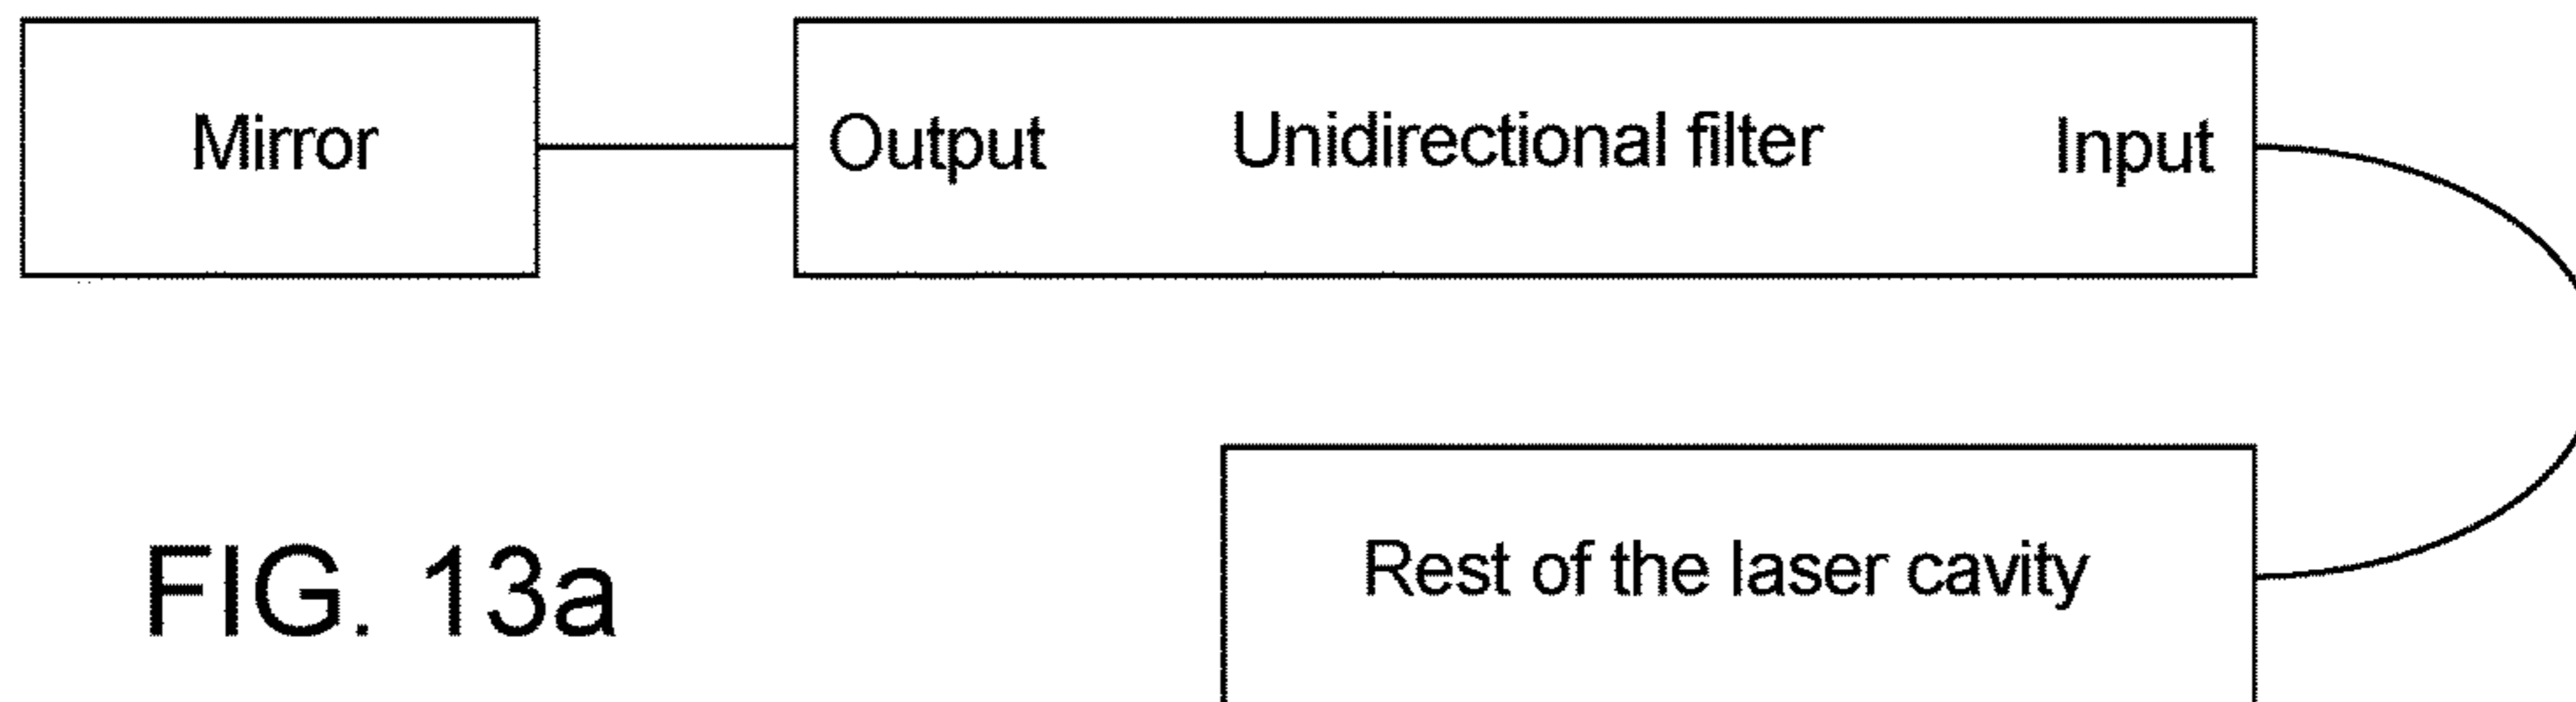 Mirror
Output Unidirectional filter Input
Rest of the laser cavity
FIG. 13a